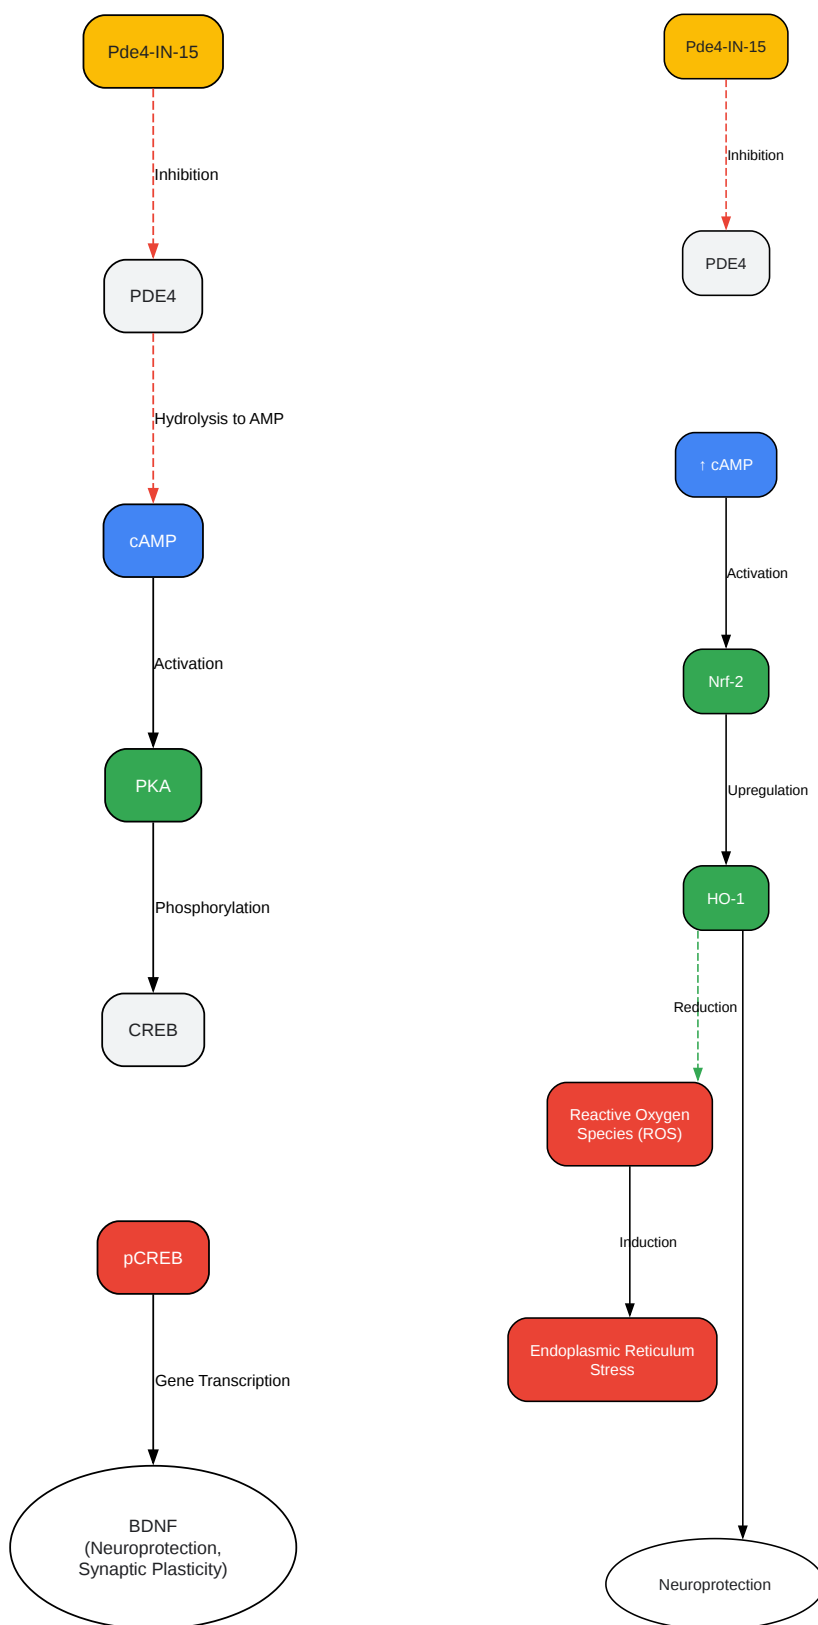 Pde4-IN-15
Inhibition
PDE4
Hydrolysis to AMP
cAMP
Activation
PKA
Phosphorylation
CREB
pCREB
Gene Transcription
BDNF
(Neuroprotection,
Synaptic Plasticity)
Pde4-IN-15
Inhibition
PDE4
↑ cAMP
Activation
Nrf-2
Upregulation
HO-1
Reduction
Reactive Oxygen
Species (ROS)
Induction
Endoplasmic Reticulum
Stress
Neuroprotection